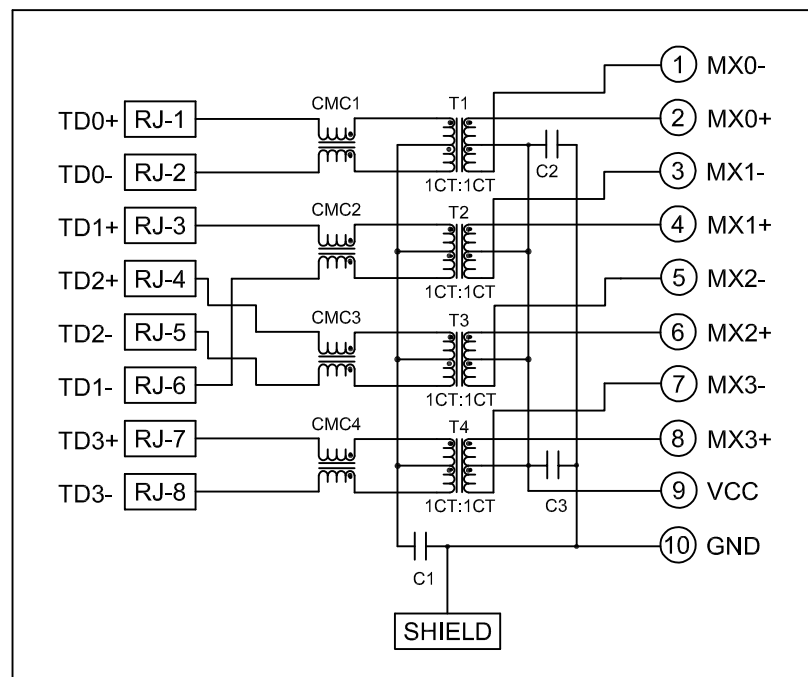 1 MX0-
CMC1 T1
TD0+ RJ-1 2 MX0+
C2
TD0- RJ-2 3 MX1-
1CT:1CT
CMC2 T2
TD1+ RJ-3 4 MX1+
TD2+ RJ-4 5 MX2-
1CT:1CT
CMC3 T3
TD2- RJ-5 6 MX2+
TD1- RJ-6 7 MX3-
1CT:1CT
CMC4 T4
TD3+ RJ-7 8 MX3+
TD3- RJ-8 9 VCC
1CT:1CT C3
10 GND
C1
SHIELD